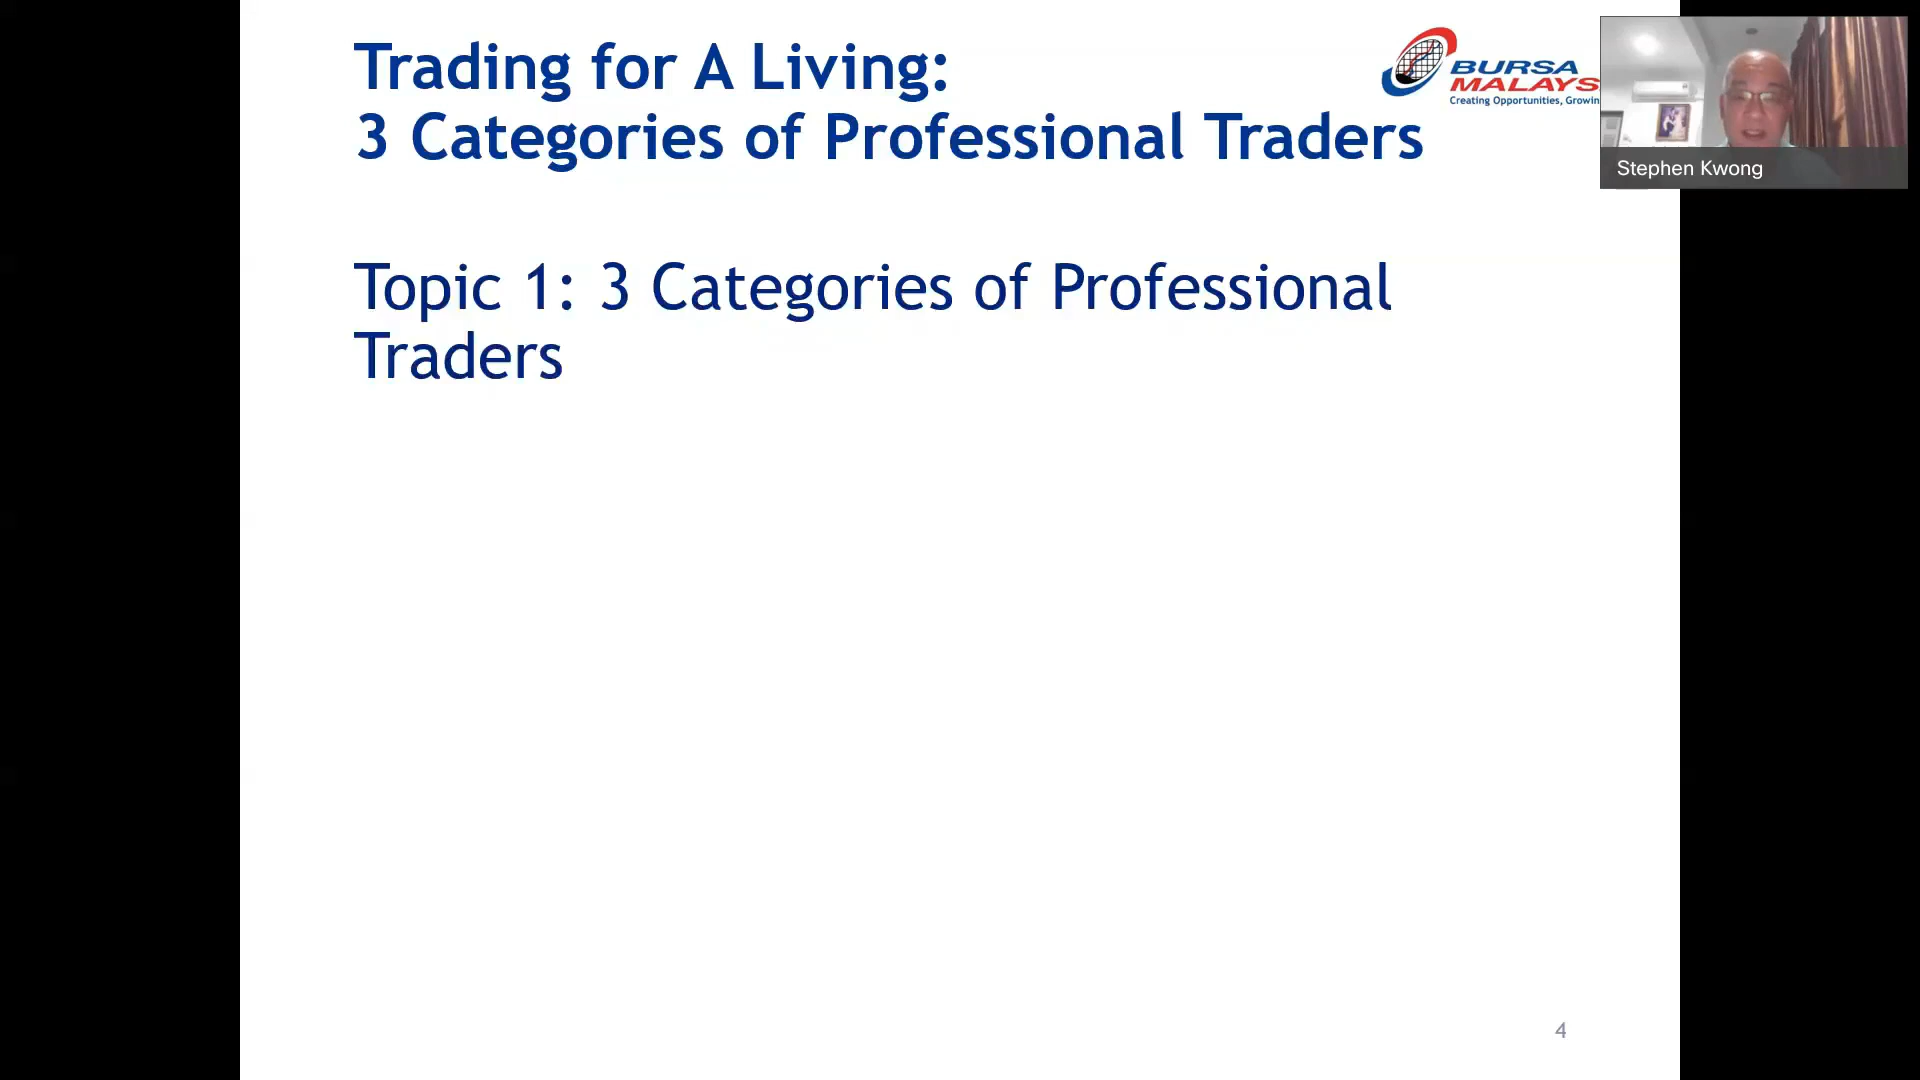 Trading for A Living:
3 Categories of Professional Traders
BURSA
MALAYS
Creating Opportunities, Growin
Stephen Kwong
Topic 1: 3 Categories of Professional
Traders
4